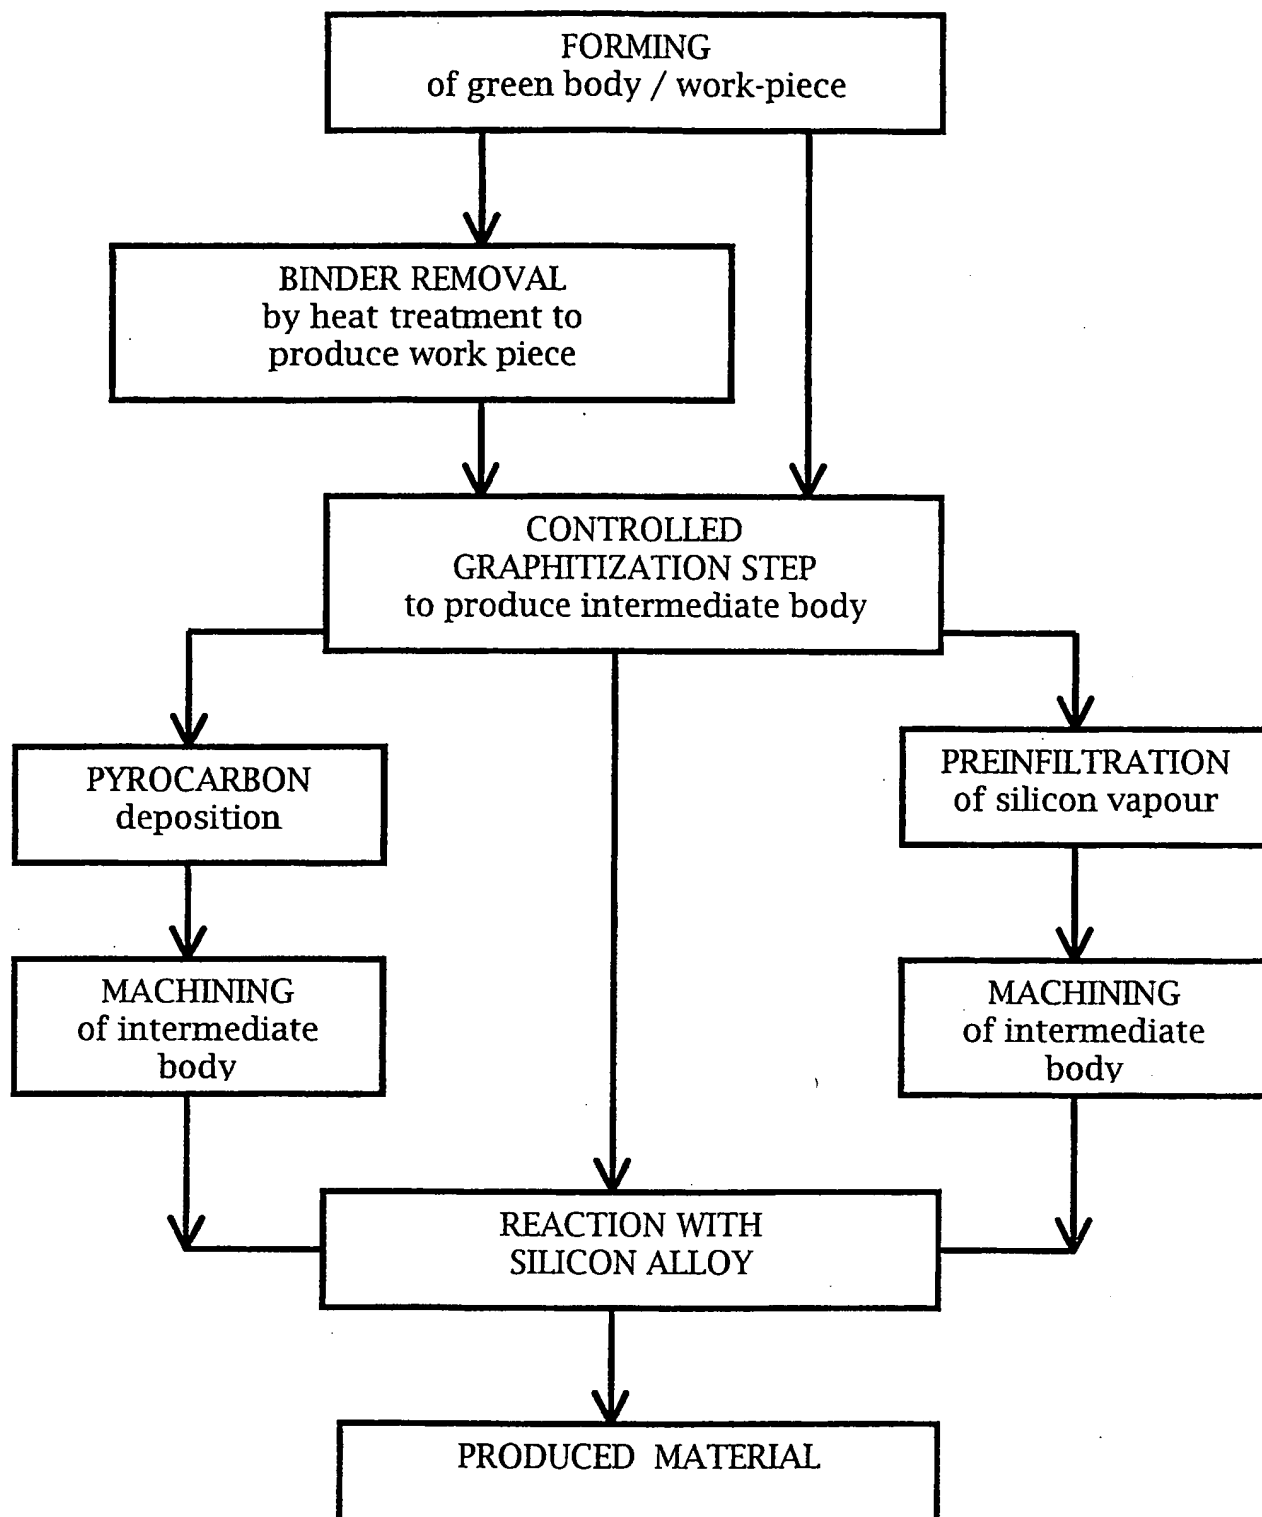 FORMING
of green body / work-piece
BINDER REMOVAL
by heat treatment to
produce work piece
CONTROLLED
GRAPHITIZATION STEP
to produce intermediate body
PYROCARBON
deposition
PREINFILTRATION
of silicon vapour
MACHINING
of intermediate
body
MACHINING
of intermediate
body
REACTION WITH
SILICON ALLOY
PRODUCED MATERIAL